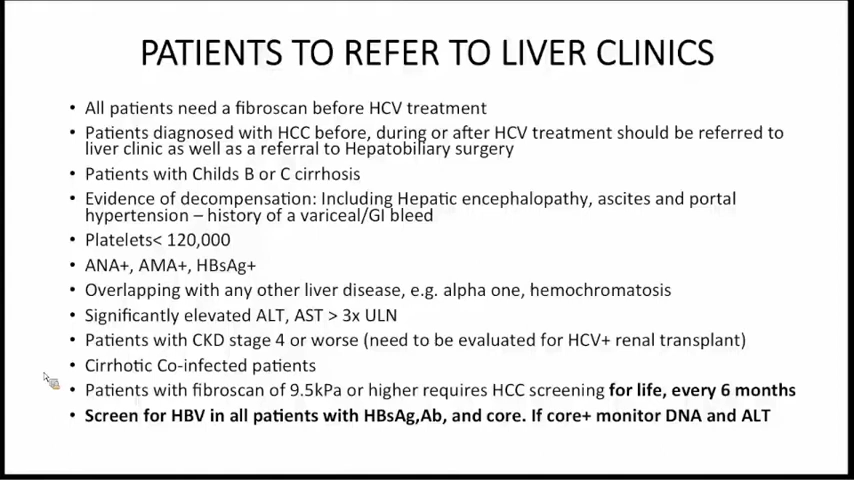 PATIENTS TO REFER TO LIVER CLINICS
• All patients need a fibroscan before HCV treatment
• Patients diagnosed with HCC before, during or after HCV treatment should be referred to
liver clinic as well as a referral to Hepatobiliary surgery
• Patients with Childs B or C cirrhosis
• Evidence of decompensation: Including Hepatic encephalopathy, ascites and portal
hypertension – history of a variceal/GI bleed
• Platelets< 120,000
• ANA+, AMA+, HBsAg+
• Overlapping with any other liver disease, e.g. alpha one, hemochromatosis
• Significantly elevated ALT, AST > 3x ULN
• Patients with CKD stage 4 or worse (need to be evaluated for HCV+ renal transplant)
• Cirrhotic Co-infected patients
• Patients with fibroscan of 9.5kPa or higher requires HCC screening for life, every 6 months
• Screen for HBV in all patients with HBsAg,Ab, and core. If core+ monitor DNA and ALT